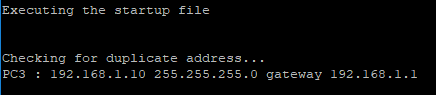 Executing the startup file
Checking for duplicate address...
PC3 : 192.168.1.10 255.255.255.0 gateway 192.168.1.1